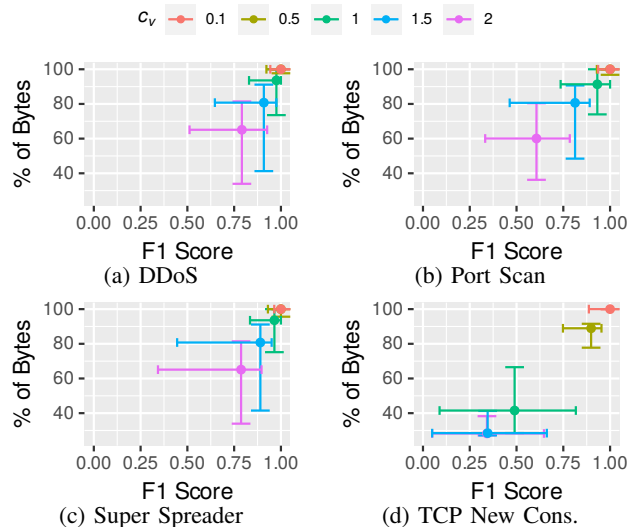 c_v 0.1 0.5 1 1.5 2
% of Bytes
100
80
60
40
0.00 0.25 0.50 0.75 1.00
F1 Score
(a) DDoS
% of Bytes
100
80
60
40
0.00 0.25 0.50 0.75 1.00
F1 Score
(b) Port Scan
% of Bytes
100
80
60
40
0.00 0.25 0.50 0.75 1.00
F1 Score
(c) Super Spreader
% of Bytes
100
80
60
40
0.00 0.25 0.50 0.75 1.00
F1 Score
(d) TCP New Cons.